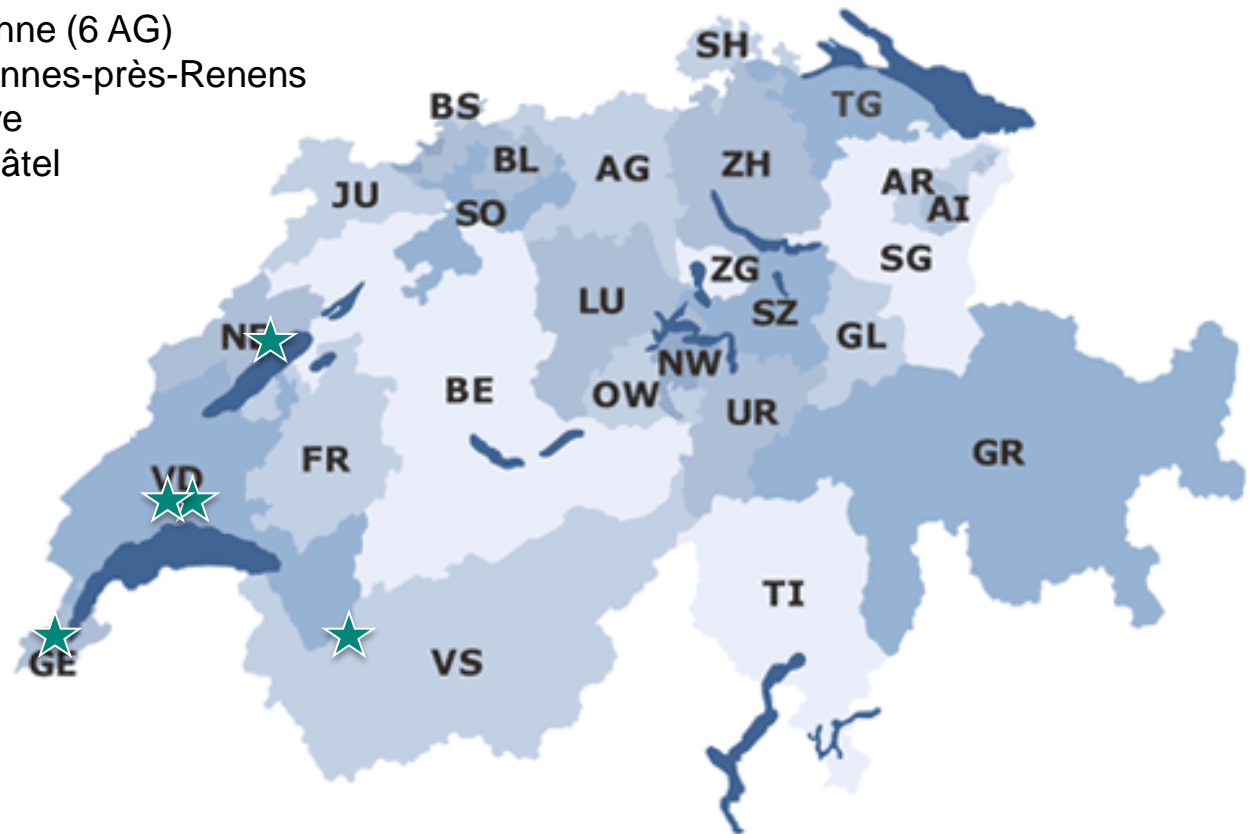 nne (6 AG)
nnes-près-Renens
ve
âtel
SH
BS
TG
BL
AG
ZH
JU
AR
SO
AI
SG
ZG
LU
SZ
NE
GL
NW
BE
OW
UR
FR
GR
VD
TI
VS
GE